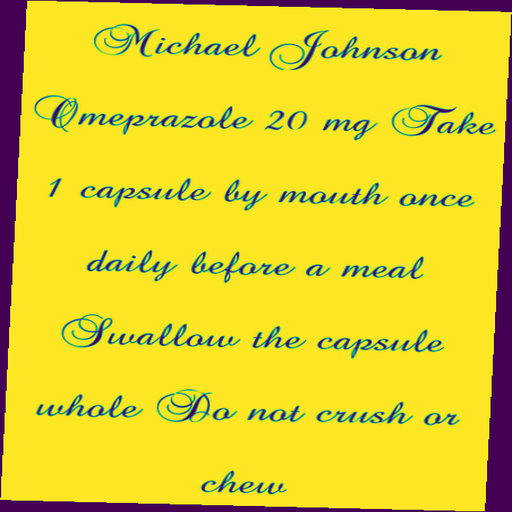 Michael Johnson
Omeprazole 20 mg Take
1 capsule by mouth once
daily before a meal
Swallow the capsule
whole Do not crush or
chew